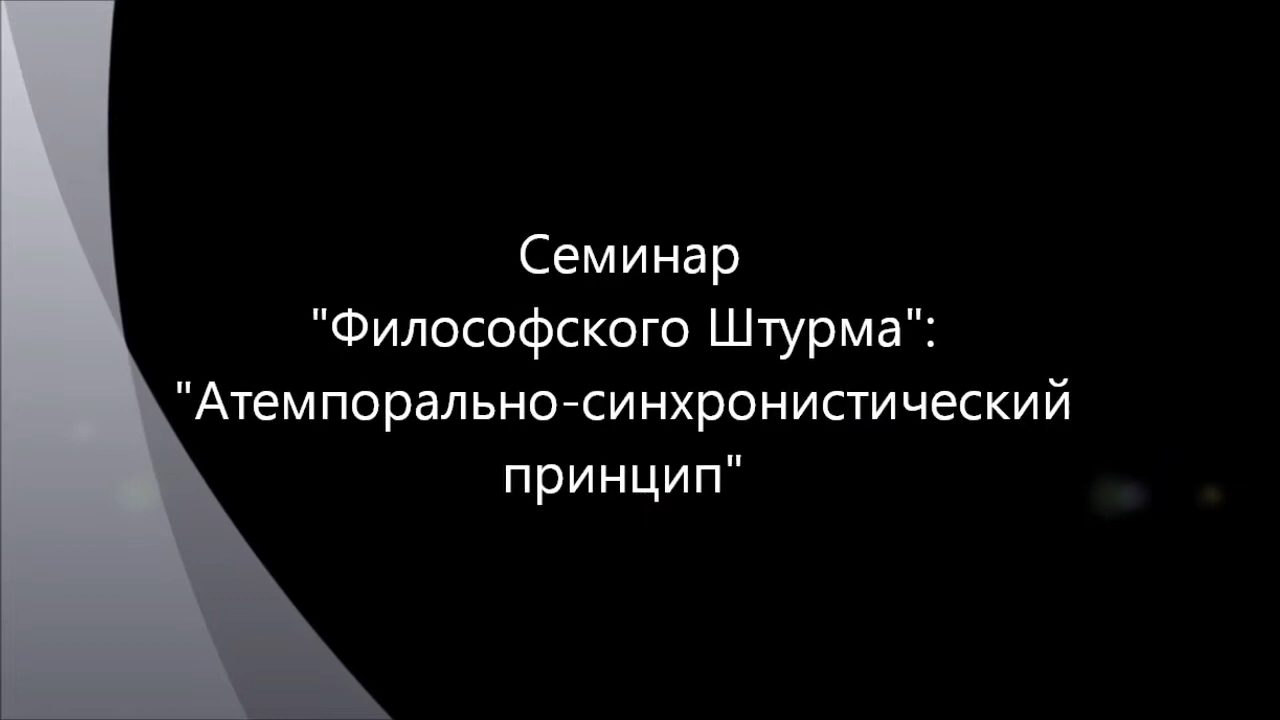 Семинар
"Философского Штурма":
"Атемпорально-синхронистический
принцип"